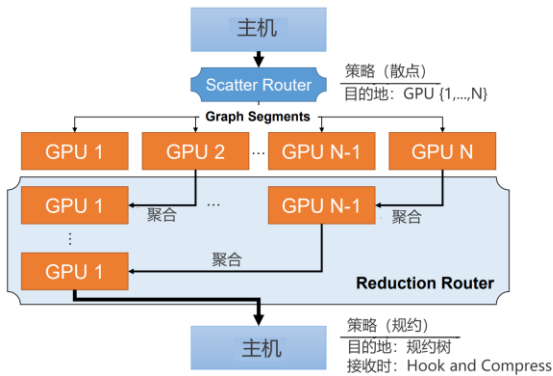 主机
Scatter Router
策略（散点）
目的地：GPU {1,...,N}
Graph Segments
GPU 1
GPU 2
...
GPU N-1
GPU N
GPU 1
聚合
...
GPU N-1
聚合
⋮
GPU 1
聚合
Reduction Router
主机
策略（规约）
目的地：规约树
接收时：Hook and Compress